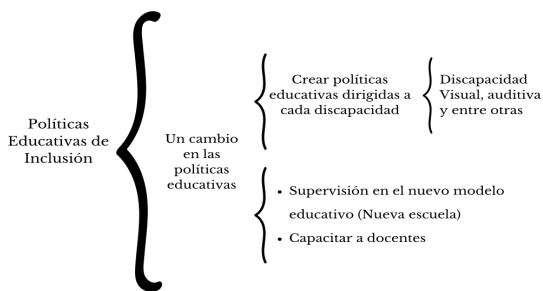 Políticas
Educativas de
Inclusión
Un cambio
en las
políticas
educativas
Crear políticas
educativas dirigidas a
cada discapacidad
Discapacidad
Visual, auditiva
y entre otras
• Supervisión en el nuevo modelo
educativo (Nueva escuela)
• Capacitar a docentes